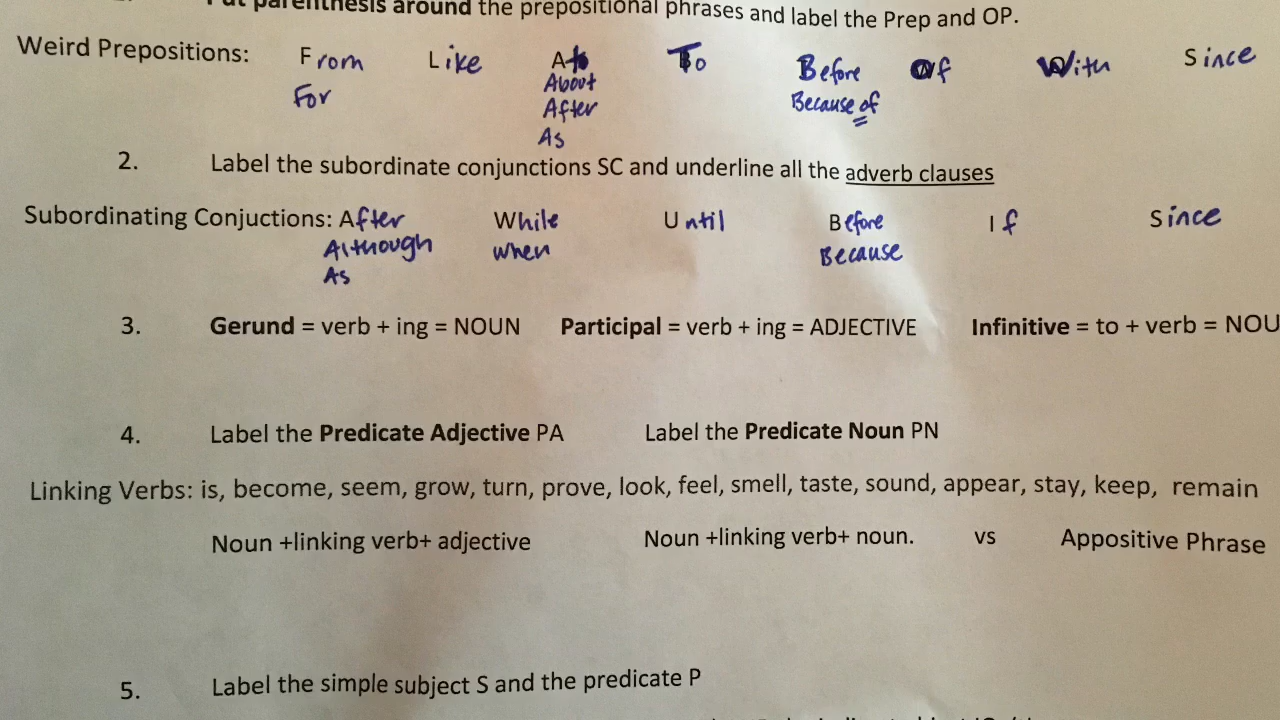 Put parenthesis around the prepositional phrases and label the Prep and OP.
Weird Prepositions: From Like At To Before Of With Since
For About Because of
After
As
2. Label the subordinate conjunctions SC and underline all the adverb clauses
Subordinating Conjuctions: After While Until Before If Since
Although When Because
As
3. Gerund = verb + ing = NOUN Participal = verb + ing = ADJECTIVE Infinitive = to + verb = NOU
4. Label the Predicate Adjective PA Label the Predicate Noun PN
Linking Verbs: is, become, seem, grow, turn, prove, look, feel, smell, taste, sound, appear, stay, keep, remain
Noun +linking verb+ adjective Noun +linking verb+ noun. vs Appositive Phrase
5. Label the simple subject S and the predicate P